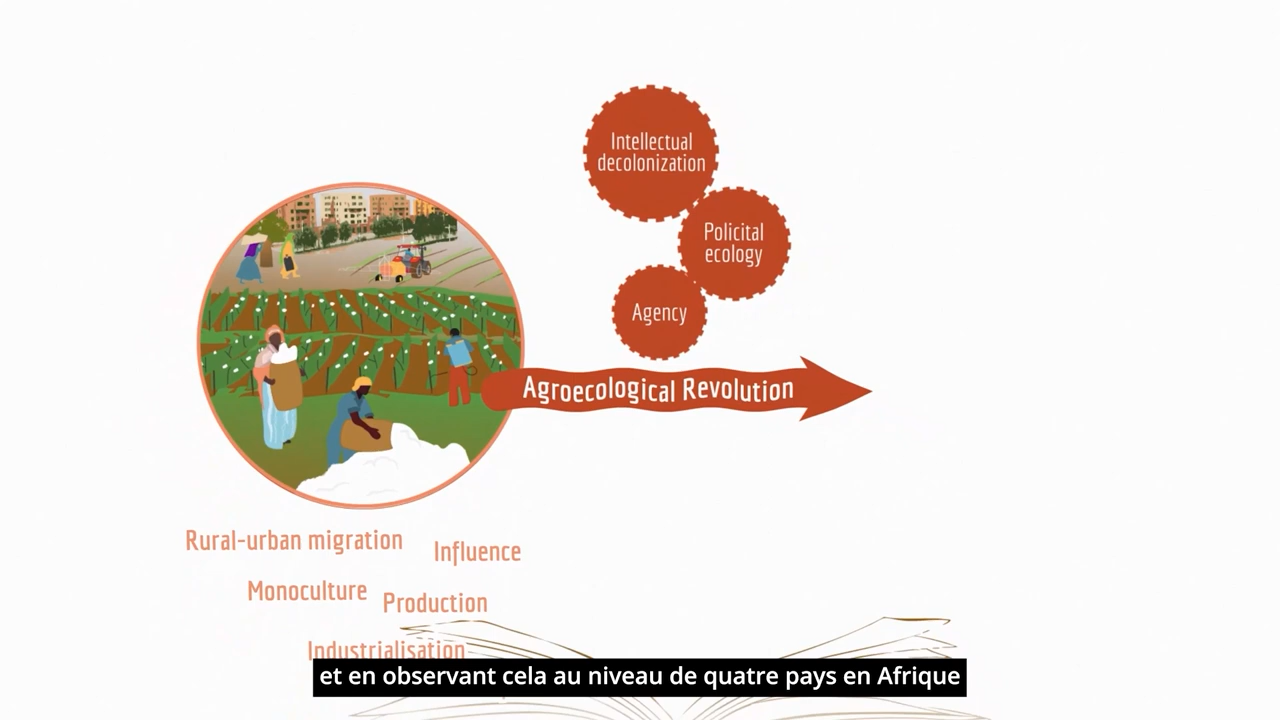 Intellectual
decolonization
Policital
ecology
Agency
Agroecological Revolution
Rural-urban migration
Influence
Monoculture
Production
Industrialisation
et en observant cela au niveau de quatre pays en Afrique